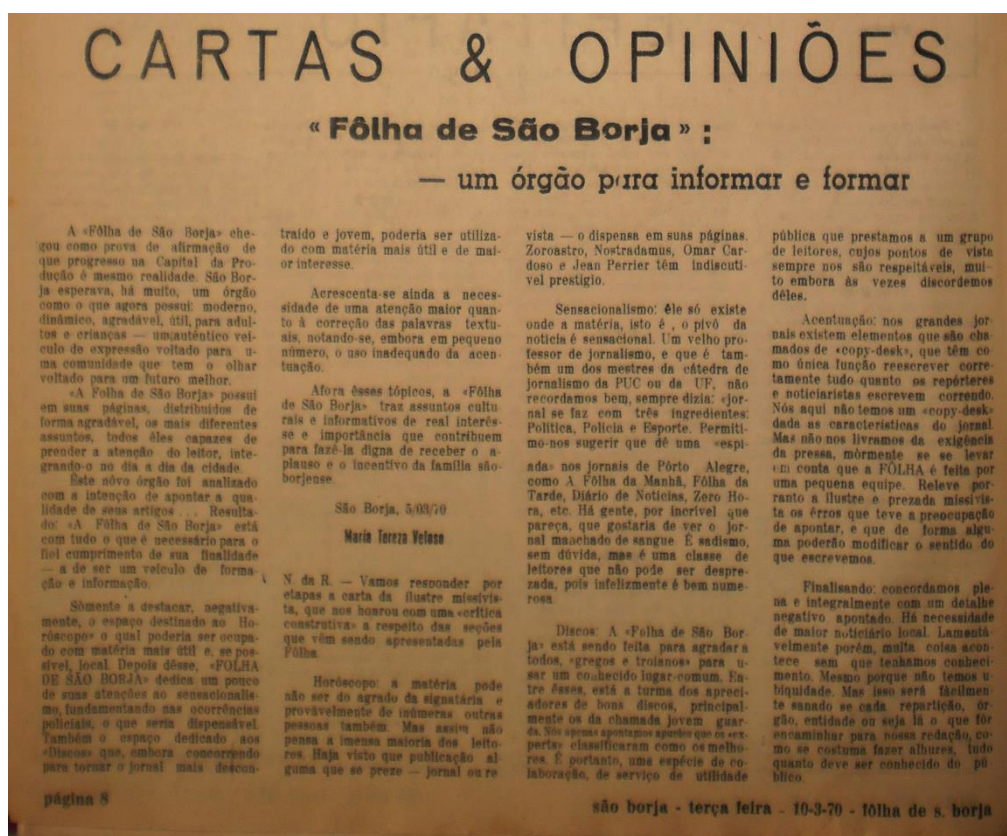 CARTAS & OPINIÕES
« Fôlha de São Borja » :
— um órgão para informar e formar
A «Fôlha de São Borja» che-
gou como prova de afirmação de
que progresso na Capital da Pro-
dução é mesmo realidade. São Bor-
ja esperava, há muito, um órgão
como o que agora possui: moderno,
dinâmico, agradável, útil, para adul-
tos e crianças — umautêntico veí-
culo de expressão voltado para u-
ma comunidade que tem o olhar
voltado para um futuro melhor.
«A Folha de São Borja» possui
em suas páginas, distribuidos de
forma agradável, os mais diferentes
assuntos, todos êles capazes de
prender a atenção do leitor, inte-
grando-o no dia a dia da cidade.
Este nôvo órgão foi analizado
com a intenção de apontar a qua-
lidade de seus artigos... Resulta-
do: «A Fôlha de São Borja» está
com tudo o que é necessário para o
fiel cumprimento de sua finalidade
— a de ser um veículo de forma-
ção e informação.
Sòmente a destacar, negativa-
mente, o espaço destinado ao Ho-
róscopo» o qual poderia ser ocupa-
do com matéria mais útil e, se pos-
sível, local. Depois dêsse, «FOLHA
DE SÃO BORJA» dedica um pouco
de suas atenções ao sensacionalis-
mo, fundamentando nas ocorrências
policiais, o que seria dispensável.
Também o espaço dedicado aos
«Discos» que, embora concorrendo
para tornar o jornal mais descon-
traído e jovem, poderia ser utiliza-
do com matéria mais útil e de mai-
or interesse.
Acrescenta-se ainda a neces-
sidade de uma atenção maior quan-
to à correção das palavras textu-
ais, notando-se, embora em pequeno
número, o uso inadequado da acen-
tuação.
Afora êsses tópicos, a «Fôlha
de São Borja» traz assuntos cultu-
rais e informativos de real interês-
se e importância que contribuem
para fazê-la digna de receber o a-
plauso e o incentivo da família são-
borjense.
São Borja, 5/03/70
Maria Tereza Veloso
N. da R. — Vamos responder por
etapas a carta da ilustre missivis-
ta, que nos honrou com uma «crítica
construtiva» a respeito das seções
que vêm sendo apresentadas pela
Fôlha.
Horóscopo: a matéria pode
não ser do agrado da signatária e
provàvelmente de inúmeras outras
pessoas também. Mas assim não
pensa a imensa maioria dos leito-
res. Haja visto que publicação al-
guma que se preze — jornal ou re
vista — o dispensa em suas páginas.
Zoroastro, Nostradamus, Omar Car-
doso e Jean Perrier têm indiscutí-
vel prestígio.
Sensacionalismo: êle só existe
onde a matéria, isto é , o pivô da
notícia é sensacional. Um velho pro-
fessor de jornalismo, e que é tam-
bém um dos mestres da cátedra de
jornalismo da PUC ou da UF, não
recordamos bem, sempre dizia: «jor-
nal se faz com três ingredientes:
Política, Polícia e Esporte. Permiti-
mo-nos sugerir que dê uma «espi-
ada» nos jornais de Pôrto Alegre,
como A Fôlha da Manhã, Fôlha da
Tarde, Diário de Notícias, Zero Ho-
ra, etc. Há gente, por incrível que
pareça, que gostaria de ver o jor-
nal manchado de sangue É sadismo,
sem dúvida, mas é uma classe de
leitores que não pode ser despre-
zada, pois infelizmente é bem nume-
rosa.
Discos: A «Folha de São Bor-
ja» está sendo feita para agradar a
todos, «gregos e troianos» para u-
sar um conhecido lugar-comum. En-
tre êsses, está a turma dos apreci-
adores de bons discos, principal-
mente os da chamada jovem guar-
da. Nós apenas apontamos aquêles que os «ex-
perts» classificaram como os melho-
res. É portanto, uma espécie de co-
laboração, de serviço de utilidade
pública que prestamos a um grupo
de leitores, cujos pontos de vista
sempre nos são respeitáveis, mui-
to embora às vezes discordemos
dêles.
Acentuação: nos grandes jor-
nais existem elementos que são cha-
mados de «copy-desk», que têm co-
mo única função reescrever corre-
tamente tudo quanto os repórteres
e noticiaristas escrevem correndo.
Nós aqui não temos um «copy-desk»
dada as características do jornal.
Mas não nos livramos da exigência
da pressa, mòrmente se se levar
em conta que a FÔLHA é feita por
uma pequena equipe. Releve por-
ranto a ilustre e prezada missivis-
ta os êrros que teve a preocupação
de apontar, e que de forma algu-
ma poderão modificar o sentido do
que escrevemos.
Finalisando: concordamos ple-
na e integralmente com um detalhe
negativo apontado. Há necessidade
de maior noticiário local. Lamentá-
velmente porém, muita coisa acon-
tece sem que tenhamos conheci-
mento. Mesmo porque não temos u-
biquidade. Mas isso será fàcilmen-
te sanado se cada repartição, ór-
gão, entidade ou seja lá o que fôr
encaminhar para nossa redação, co-
mo se costuma fazer alhures, tudo
quanto deve ser conhecido do pú
blico.
página 8
são borja - terça feira - 10-3-70 - fôlha de s. borja